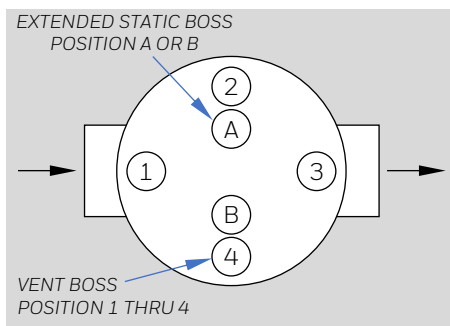 EXTENDED STATIC BOSS
POSITION A OR B
2
A
1
3
B
4
VENT BOSS
POSITION 1 THRU 4